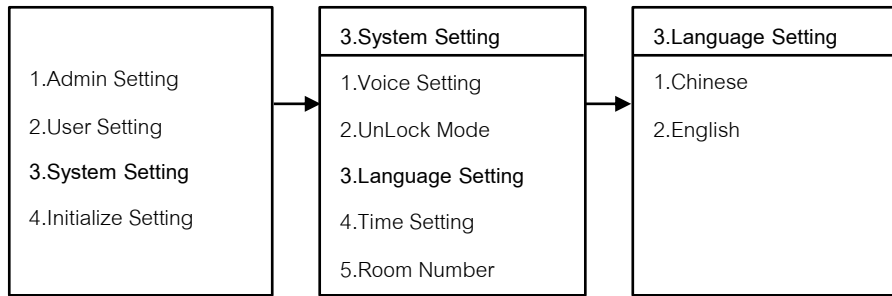 1.Admin Setting
2.User Setting
3.System Setting
4.Initialize Setting
3.System Setting
1.Voice Setting
2.UnLock Mode
3.Language Setting
4.Time Setting
5.Room Number
3.Language Setting
1.Chinese
2.English